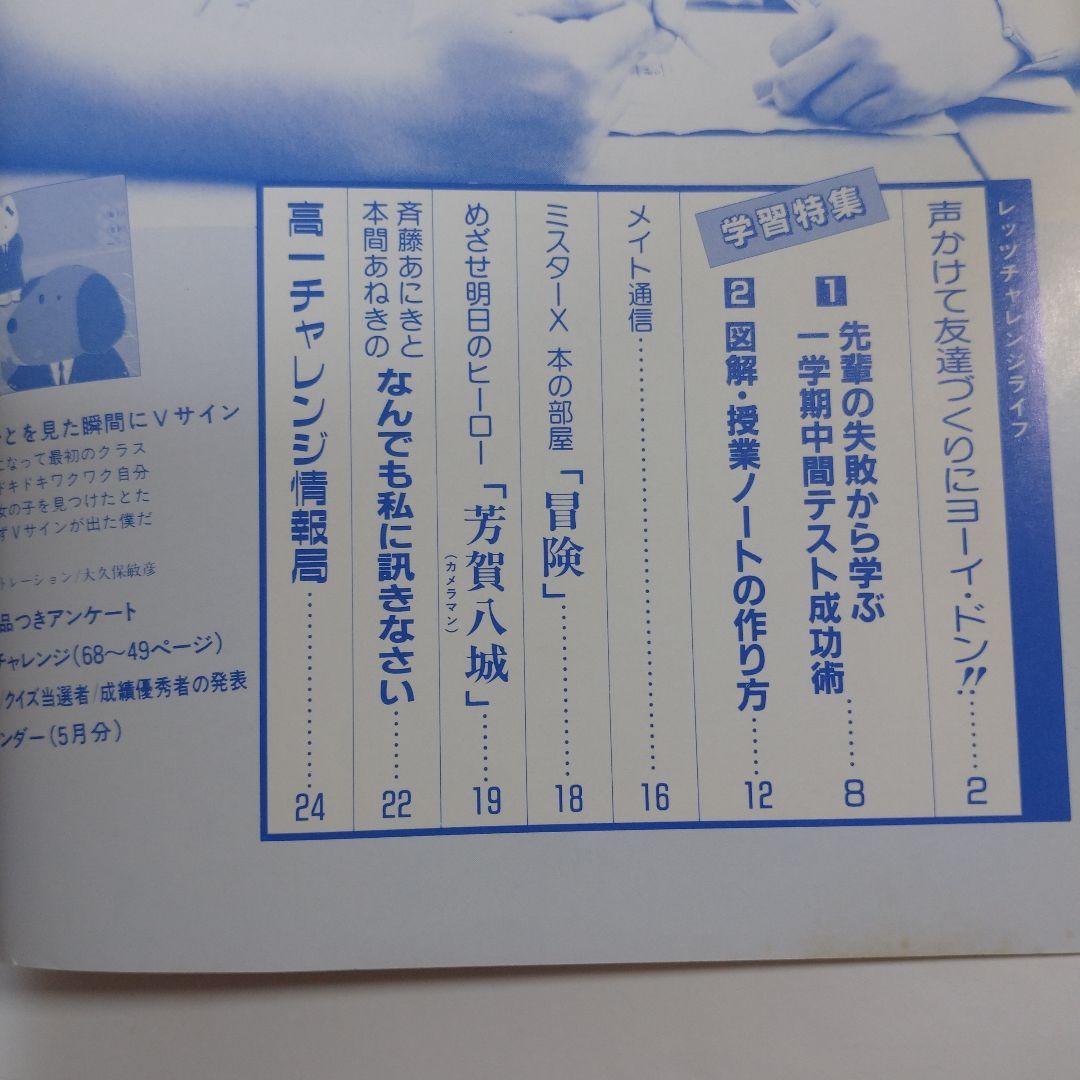 レッツチャレンジライフ
声かけて友達づくりにヨーイ・ドン!!………2
学習特集
1 先輩の失敗から学ぶ
一学期中間テスト成功術………8
2 図解・授業ノートの作り方………12
メイト通信………16
ミスターX 本の部屋「冒険」………18
めざせ明日のヒーロー「芳賀八城」………19
(カメラマン)
斉藤あにきと
本間あねきの
なんでも私に訊きなさい………22
高一チャレンジ情報局………24
とを見た瞬間にVサイン
なって最初のクラス
ドキドキワクワク自分
女の子を見つけたとた
ずVサインが出た僕だ
トレーション/大久保敏彦
品つきアンケート
チャレンジ(68〜49ページ)
クイズ当選者/成績優秀者の発表
ンダー(5月分)